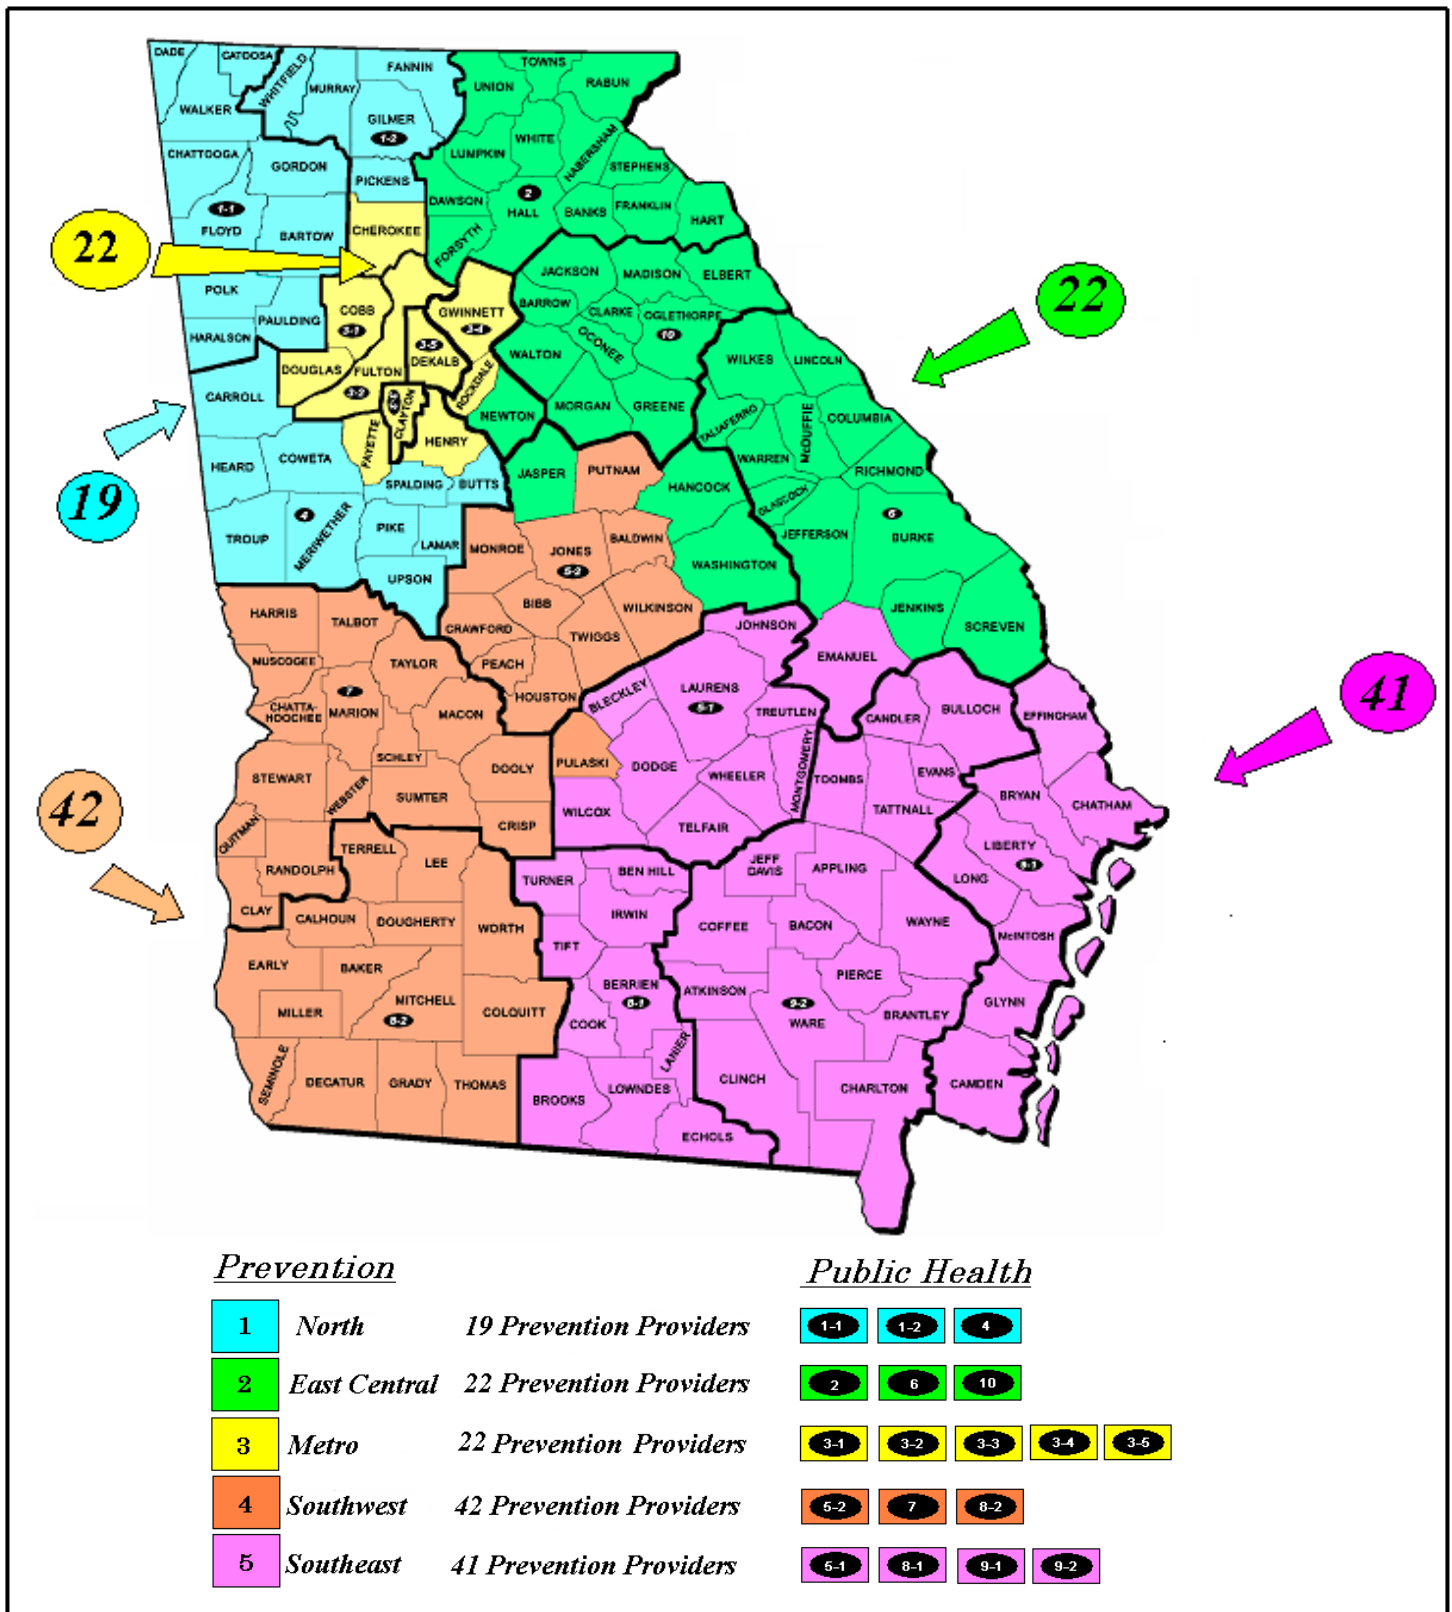 DADE
CATOOSA
WHITFIELD
MURRAY
FANNIN
TOWNS
UNION
RABUN
WALKER
GILMER
1-2
WHITE
HABERSHAM
LUMPKIN
STEPHENS
CHATTOOGA
GORDON
PICKENS
DAWSON
2
HALL
BANKS
FRANKLIN
HART
1-1
FLOYD
BARTOW
CHEROKEE
FORSYTH
22
JACKSON
MADISON
ELBERT
POLK
PAULDING
COBB
3-1
GWINNETT
3-4
BARROW
CLARKE
OGLETHORPE
10
22
HARALSON
DOUGLAS
FULTON
3-2
3-5
DEKALB
ROCKDALE
WALTON
OCONEE
WILKES
LINCOLN
CARROLL
CLAYTON
NEWTON
MORGAN
GREENE
TALIAFERRO
McDUFFIE
COLUMBIA
HEARD
COWETA
FAYETTE
HENRY
WARREN
RICHMOND
19
SPALDING
BUTTS
JASPER
PUTNAM
HANCOCK
GLASCOCK
TROUP
4
MERIWETHER
PIKE
LAMAR
MONROE
JONES
5-2
BALDWIN
WASHINGTON
JEFFERSON
6
BURKE
UPSON
HARRIS
TALBOT
CRAWFORD
BIBB
TWIGGS
WILKINSON
JOHNSON
JENKINS
SCREVEN
MUSCOGEE
TAYLOR
PEACH
HOUSTON
BLECKLEY
LAURENS
5-1
EMANUEL
CHATTA-
HOOCHEE
7
MARION
MACON
TREUTLEN
CANDLER
BULLOCH
EFFINGHAM
41
STEWART
WEBSTER
SCHLEY
SUMTER
DOOLY
PULASKI
DODGE
WHEELER
MONTGOMERY
TOOMBS
EVANS
TATTNALL
BRYAN
CHATHAM
42
QUITMAN
CRISP
WILCOX
TELFAIR
LIBERTY
RANDOLPH
TERRELL
LEE
TURNER
BEN HILL
JEFF
DAVIS
APPLING
LONG
CLAY
CALHOUN
DOUGHERTY
WORTH
IRWIN
TIFT
COFFEE
BACON
WAYNE
McINTOSH
EARLY
BAKER
MITCHELL
8-2
COLQUITT
BERRIEN
8-1
COOK
ATKINSON
9-2
WARE
PIERCE
BRANTLEY
GLYNN
MILLER
SEMINOLE
DECATUR
GRADY
THOMAS
BROOKS
LOWNDES
LANIER
ECHOLS
CLINCH
CHARLTON
CAMDEN
Prevention
Public Health
1 North 19 Prevention Providers 1-1 1-2 4
2 East Central 22 Prevention Providers 2 6 10
3 Metro 22 Prevention Providers 3-1 3-2 3-3 3-4 3-5
4 Southwest 42 Prevention Providers 5-2 7 8-2
5 Southeast 41 Prevention Providers 5-1 8-1 9-1 9-2